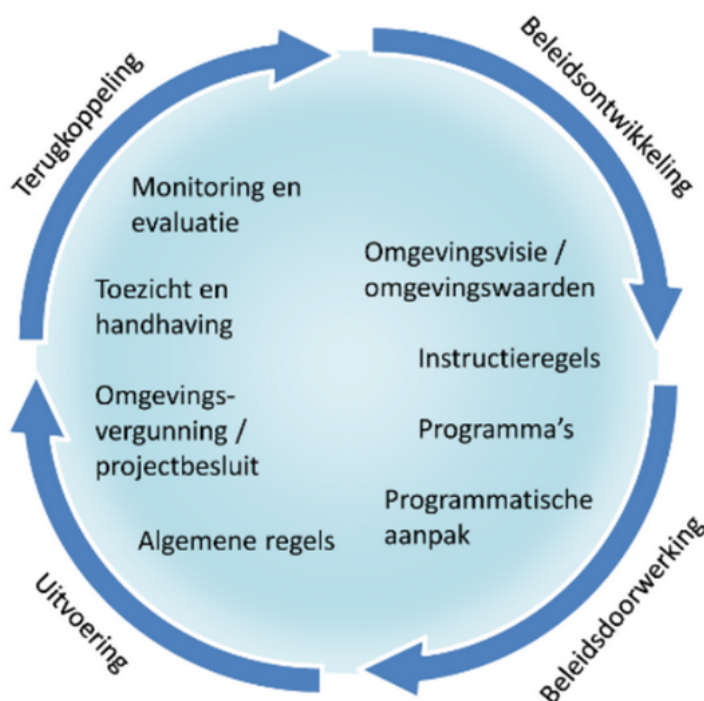 Terugkoppeling
Beleidsontwikkeling
Monitoring en
evaluatie
Omgevingsvisie /
omgevingswaarden
Toezicht en
handhaving
Instructieregels
Omgevings-
vergunning /
projectbesluit
Programma's
Programmatische
aanpak
Algemene regels
Uitvoering
Beleidsdoorwerking